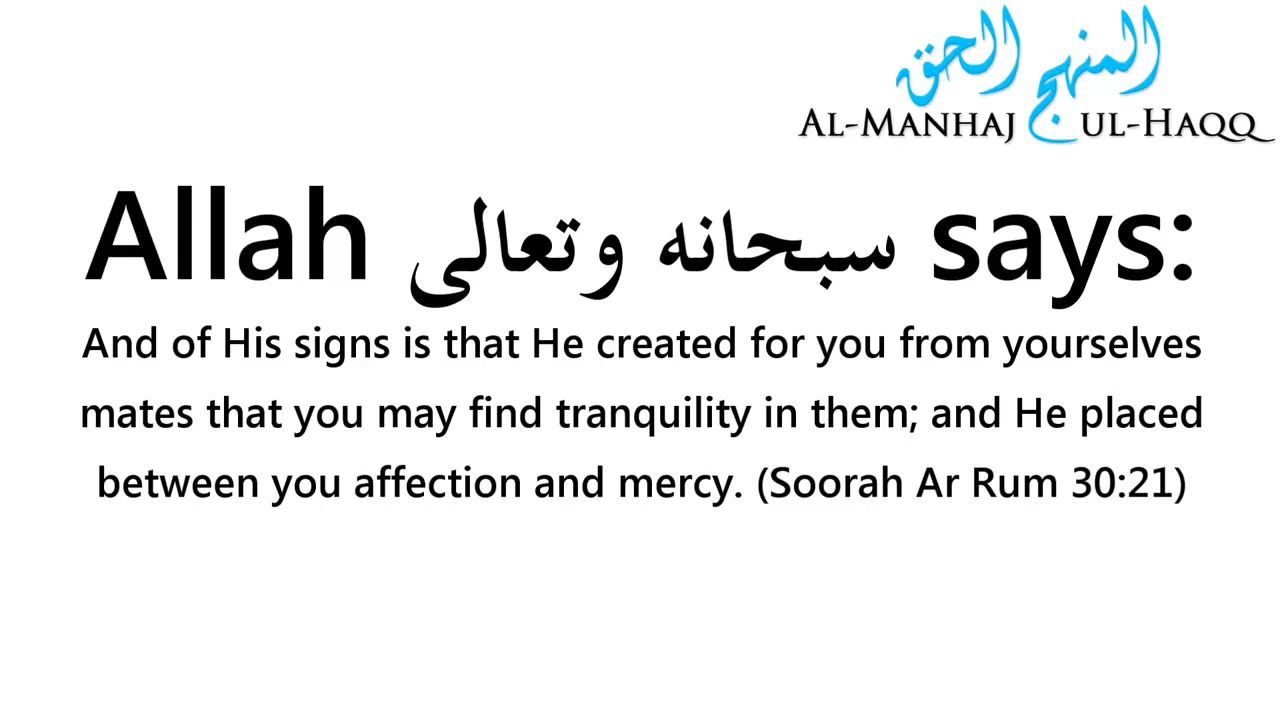 المنهج الحق
AL-MANHAJ UL-HAQQ
Allah سبحانه وتعالى says:
And of His signs is that He created for you from yourselves
mates that you may find tranquility in them; and He placed
between you affection and mercy. (Soorah Ar Rum 30:21)